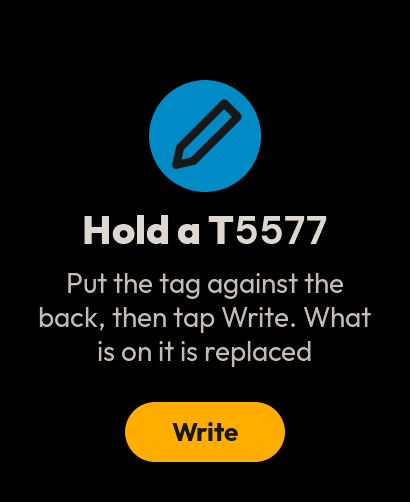 Hold a T5577
Put the tag against the
back, then tap Write. What
is on it is replaced
Write